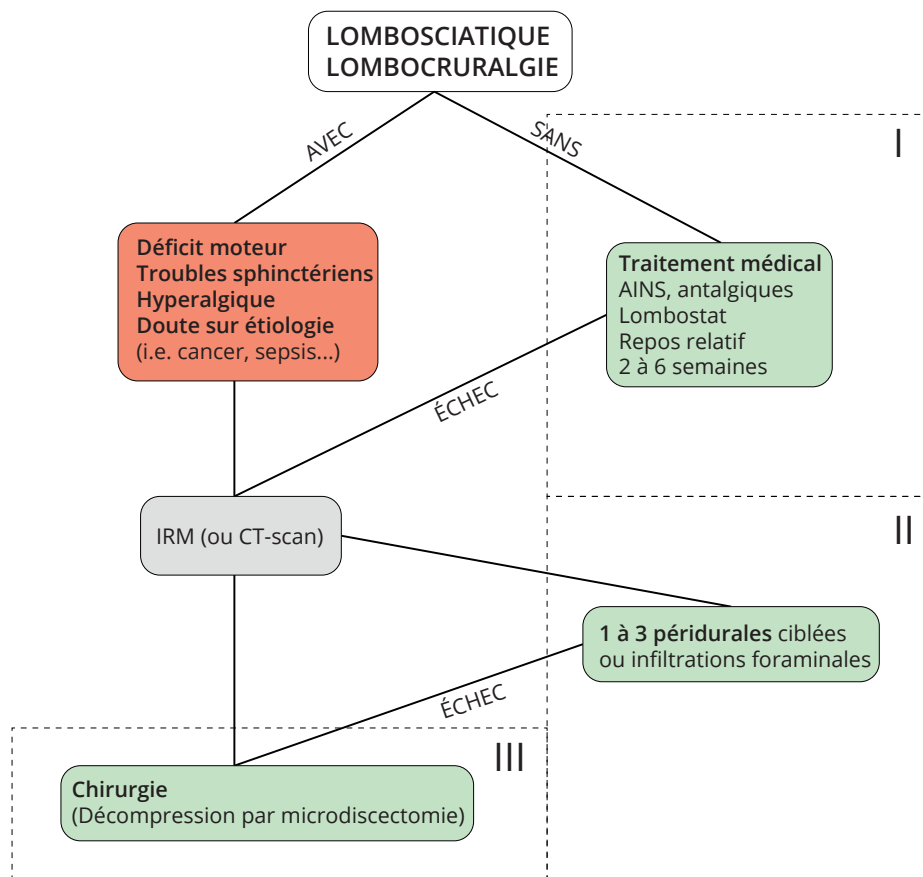 LOMBOSCIATIQUE
LOMBOCRURALGIE
AVEC
SANS
I
Déficit moteur
Troubles sphinctériens
Hyperalgique
Doute sur étiologie
(i.e. cancer, sepsis...)
Traitement médical
AINS, antalgiques
Lombostat
Repos relatif
2 à 6 semaines
ÉCHEC
IRM (ou CT-scan)
II
1 à 3 péridurales ciblées
ou infiltrations foraminales
ÉCHEC
III
Chirurgie
(Décompression par microdiscectomie)